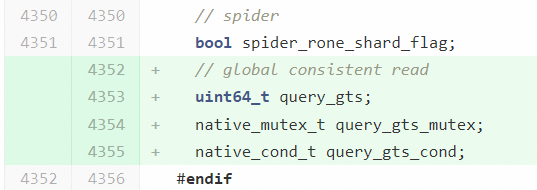 4350 4350 // spider
4351 4351 bool spider_rone_shard_flag;
4352 + // global consistent read
4353 + uint64_t query_gts;
4354 + native_mutex_t query_gts_mutex;
4355 + native_cond_t query_gts_cond;
4352 4356 #endif